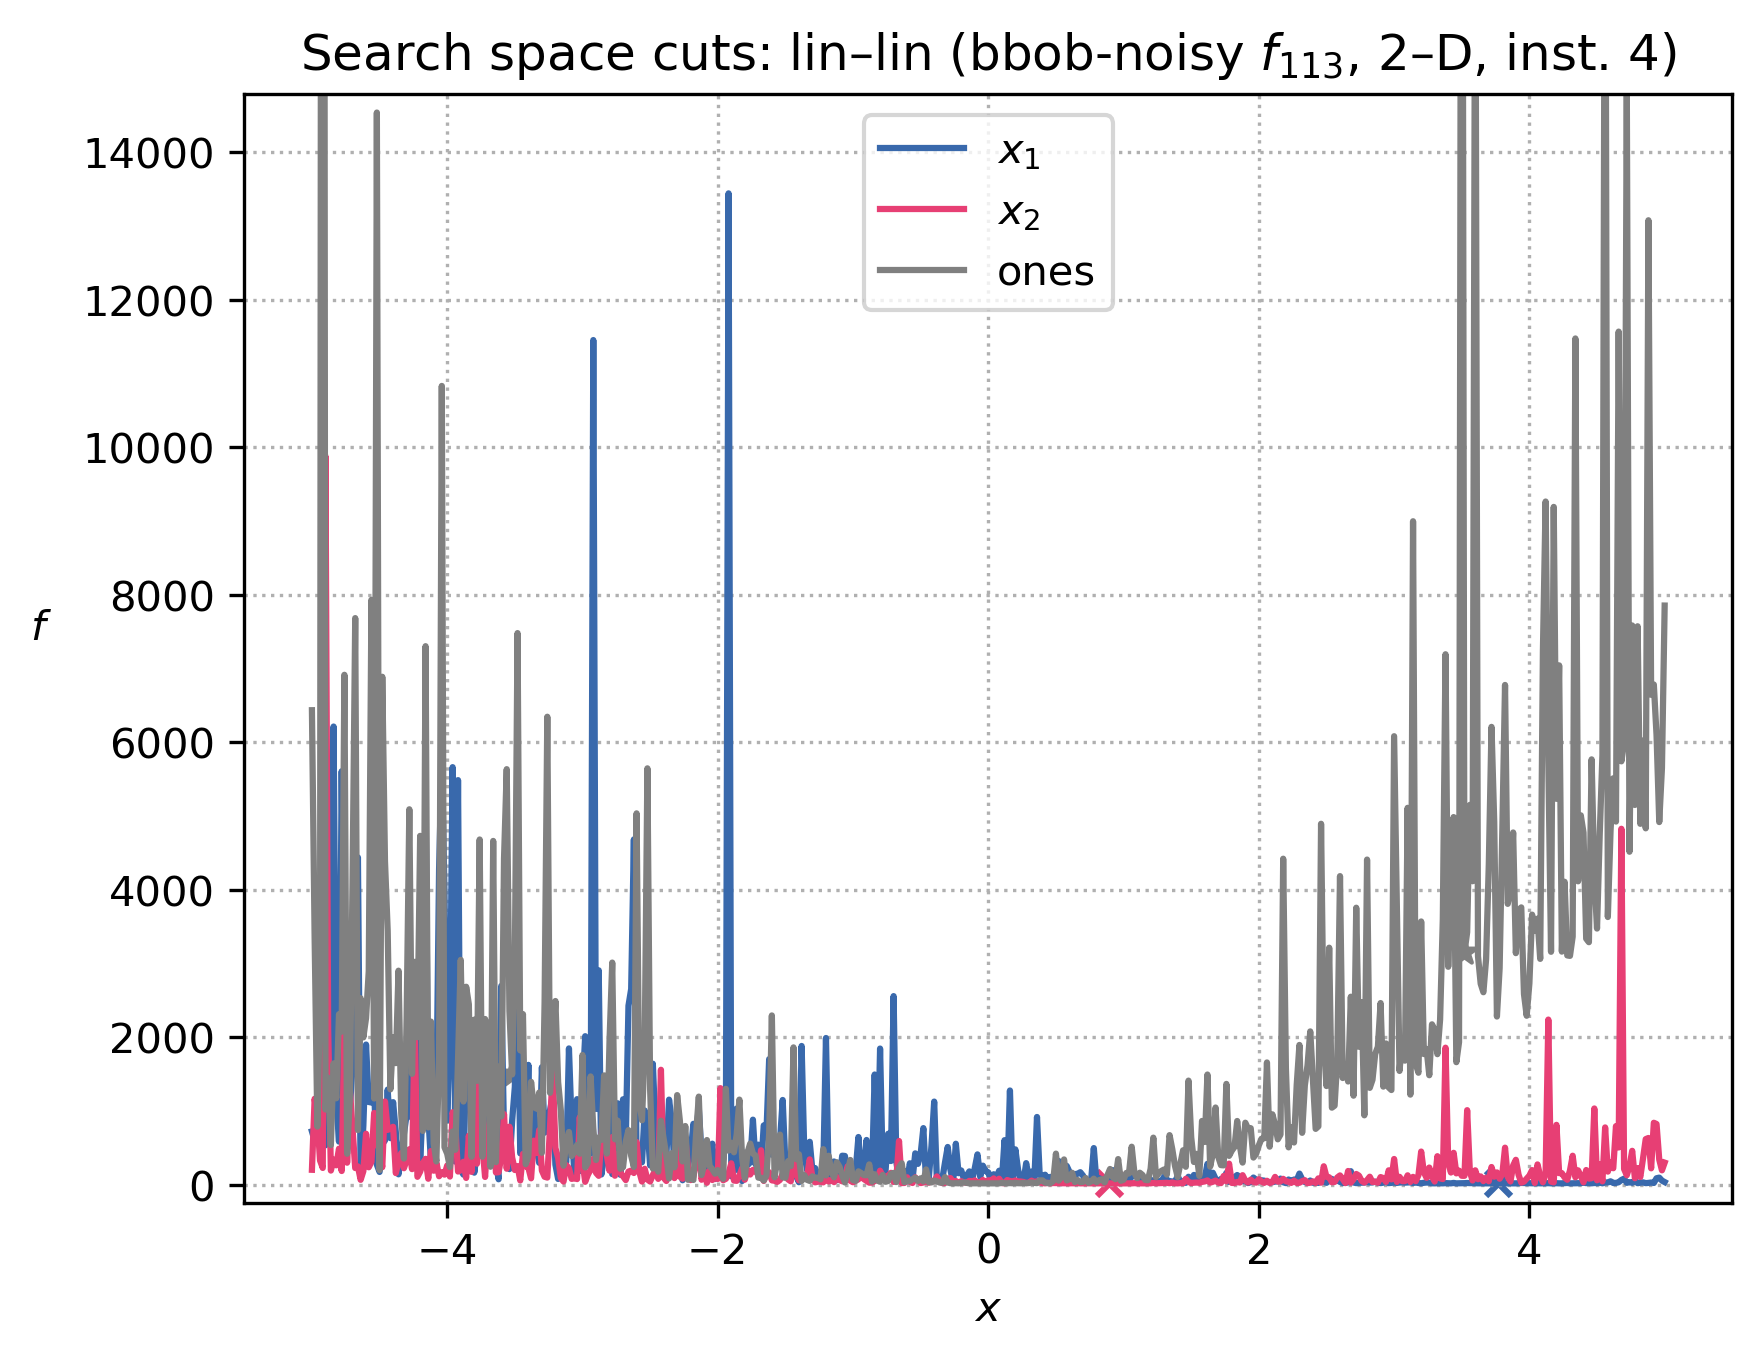 Search space cuts: lin–lin (bbob-noisy f₁₁₃, 2–D, inst. 4)
14000
12000
10000
8000
6000
4000
2000
0
f
x₁
x₂
ones
−4 −2 0 2 4
x